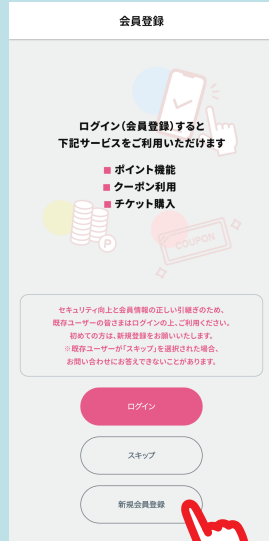 会員登録
ログイン(会員登録)すると
下記サービスをご利用いただけます
■ ポイント機能
■ クーポン利用
■ チケット購入
P
COUPON
セキュリティ向上と会員情報の正しい引継ぎのため、
既存ユーザーの皆さまはログインの上、ご利用ください。
初めての方は、新規登録をお願いいたします。
※既存ユーザーが「スキップ」を選択された場合、
お問い合わせにお答えできないことがあります。
ログイン
スキップ
新規会員登録